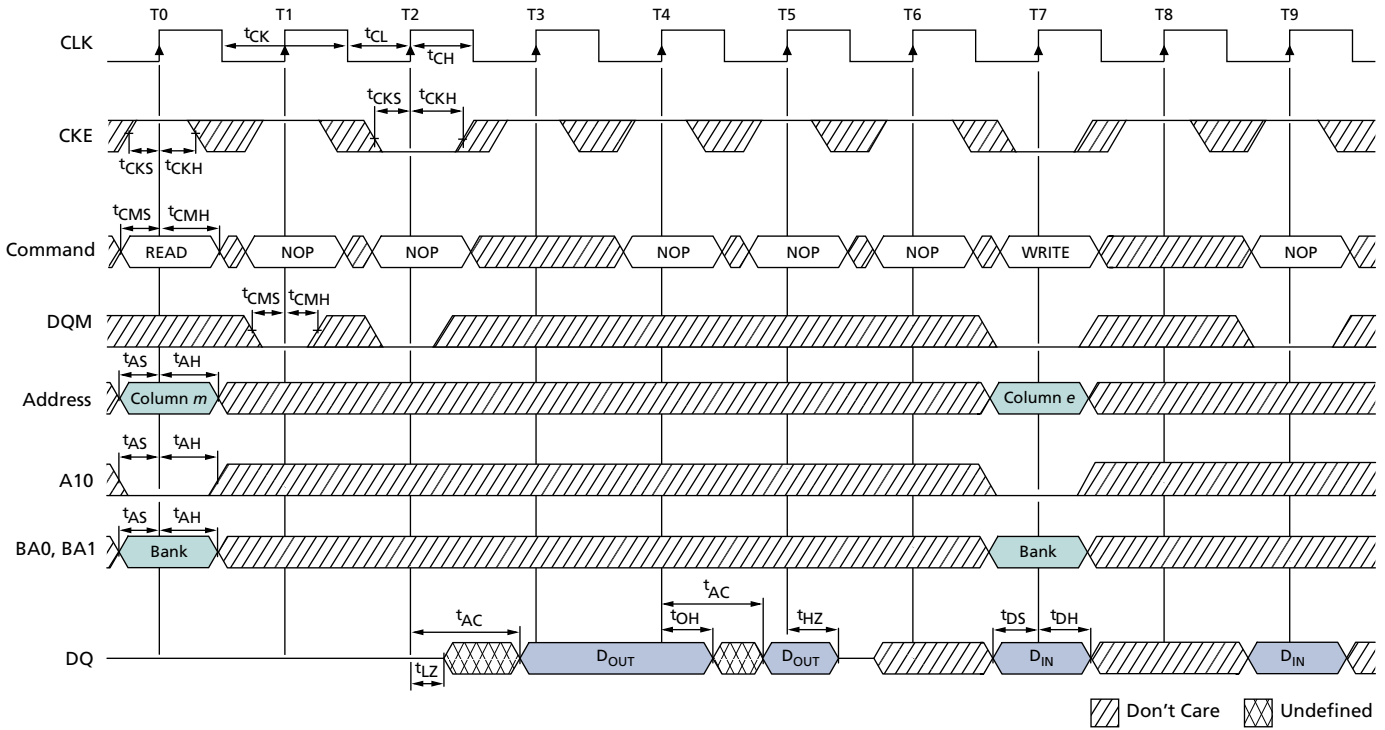 T0 T1 T2 T3 T4 T5 T6 T7 T8 T9
CLK
tCK tCL
tCH
tCKS tCKH
CKE
tCKS tCKH
tCMS tCMH
Command READ NOP NOP NOP NOP NOP WRITE NOP
tCMS tCMH
DQM
tAS tAH
Address Column m Column e
tAS tAH
A10
tAS tAH
BA0, BA1 Bank Bank
tAC tAC tOH tHZ tDS tDH
DQ DOUT DOUT DIN DIN
tLZ
Don't Care Undefined